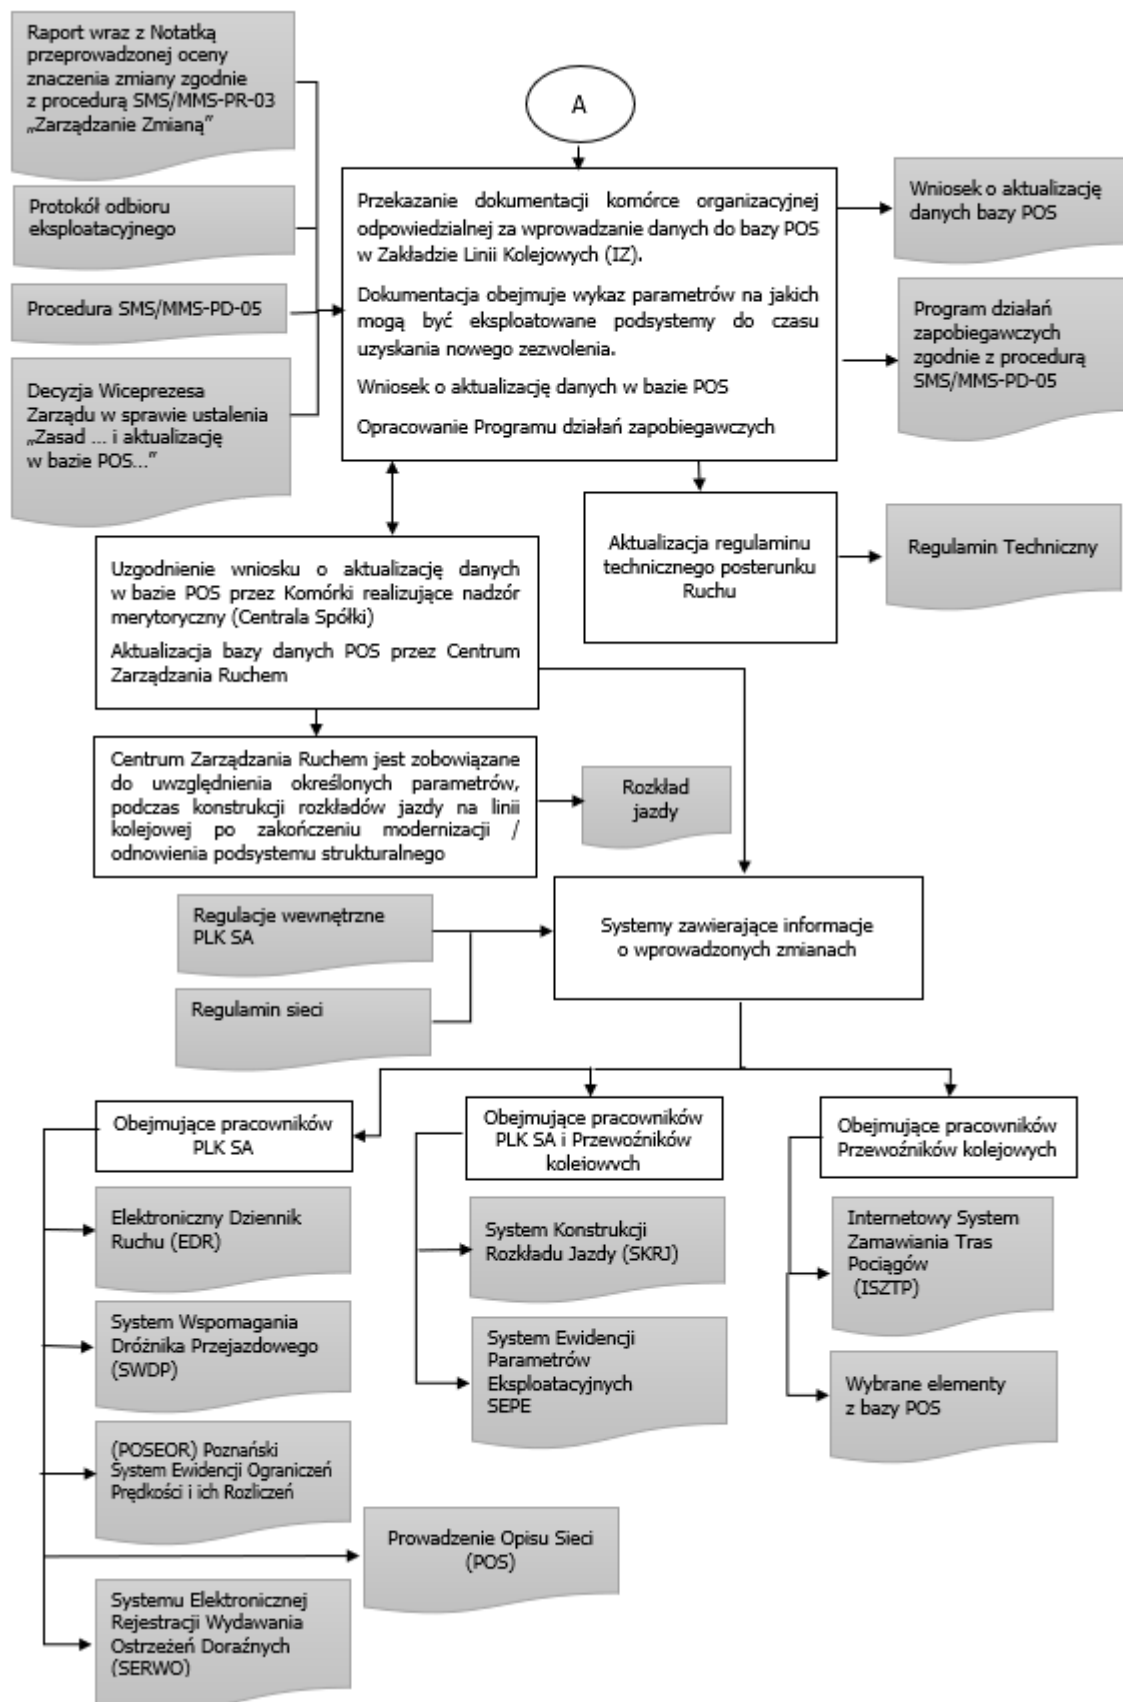 Raport wraz z Notatką
przeprowadzonej oceny
znaczenia zmiany zgodnie
z procedurą SMS/MMS-PR-03
„Zarządzanie Zmianą”
A
Protokół odbioru
eksploatacyjnego
Procedura SMS/MMS-PD-05
Decyzja Wiceprezesa
Zarządu w sprawie ustalenia
„Zasad ... i aktualizację
w bazie POS...”
Przekazanie dokumentacji komórce organizacyjnej
odpowiedzialnej za wprowadzanie danych do bazy POS
w Zakładzie Linii Kolejowych (IZ).
Dokumentacja obejmuje wykaz parametrów na jakich
mogą być eksploatowane podsystemy do czasu
uzyskania nowego zezwolenia.
Wniosek o aktualizację danych w bazie POS
Opracowanie Programu działań zapobiegawczych
Wniosek o aktualizację
danych bazy POS
Program działań
zapobiegawczych
zgodnie z procedurą
SMS/MMS-PD-05
Uzgodnienie wniosku o aktualizację danych
w bazie POS przez Komórki realizujące nadzór
merytoryczny (Centrala Spółki)
Aktualizacja bazy danych POS przez Centrum
Zarządzania Ruchem
Aktualizacja regulaminu
technicznego posterunku
Ruchu
Regulamin Techniczny
Centrum Zarządzania Ruchem jest zobowiązane
do uwzględnienia określonych parametrów,
podczas konstrukcji rozkładów jazdy na linii
kolejowej po zakończeniu modernizacji /
odnowienia podsystemu strukturalnego
Rozkład
jazdy
Regulacje wewnętrzne
PLK SA
Regulamin sieci
Systemy zawierające informacje
o wprowadzonych zmianach
Obejmujące pracowników
PLK SA
Obejmujące pracowników
PLK SA i Przewoźników
kolejowych
Obejmujące pracowników
Przewoźników kolejowych
Elektroniczny Dziennik
Ruchu (EDR)
System Wspomagania
Dróżnika Przejazdowego
(SWDP)
(POSEOR) Poznański
System Ewidencji Ograniczeń
Prędkości i ich Rozliczeń
Prowadzenie Opisu Sieci
(POS)
Systemu Elektronicznej
Rejestracji Wydawania
Ostrzeżeń Doraźnych
(SERWO)
System Konstrukcji
Rozkładu Jazdy (SKRJ)
System Ewidencji
Parametrów
Eksploatacyjnych
SEPE
Internetowy System
Zamawiania Tras
Pociągów
(ISZTP)
Wybrane elementy
z bazy POS